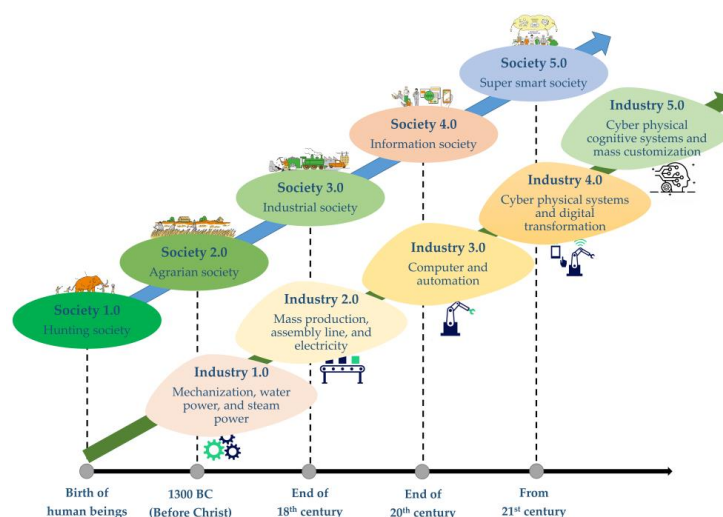 Society 5.0
Super smart society
Society 4.0
Information society
Society 3.0
Industrial society
Society 2.0
Agrarian society
Society 1.0
Hunting society
Industry 5.0
Cyber physical
cognitive systems and
mass customization
Industry 4.0
Cyber physical systems
and digital
transformation
Industry 3.0
Computer and
automation
Industry 2.0
Mass production,
assembly line, and
electricity
Industry 1.0
Mechanization, water
power, and steam
power
Birth of
human beings
1300 BC
(Before Christ)
End of
18th century
End of
20th century
From
21st century